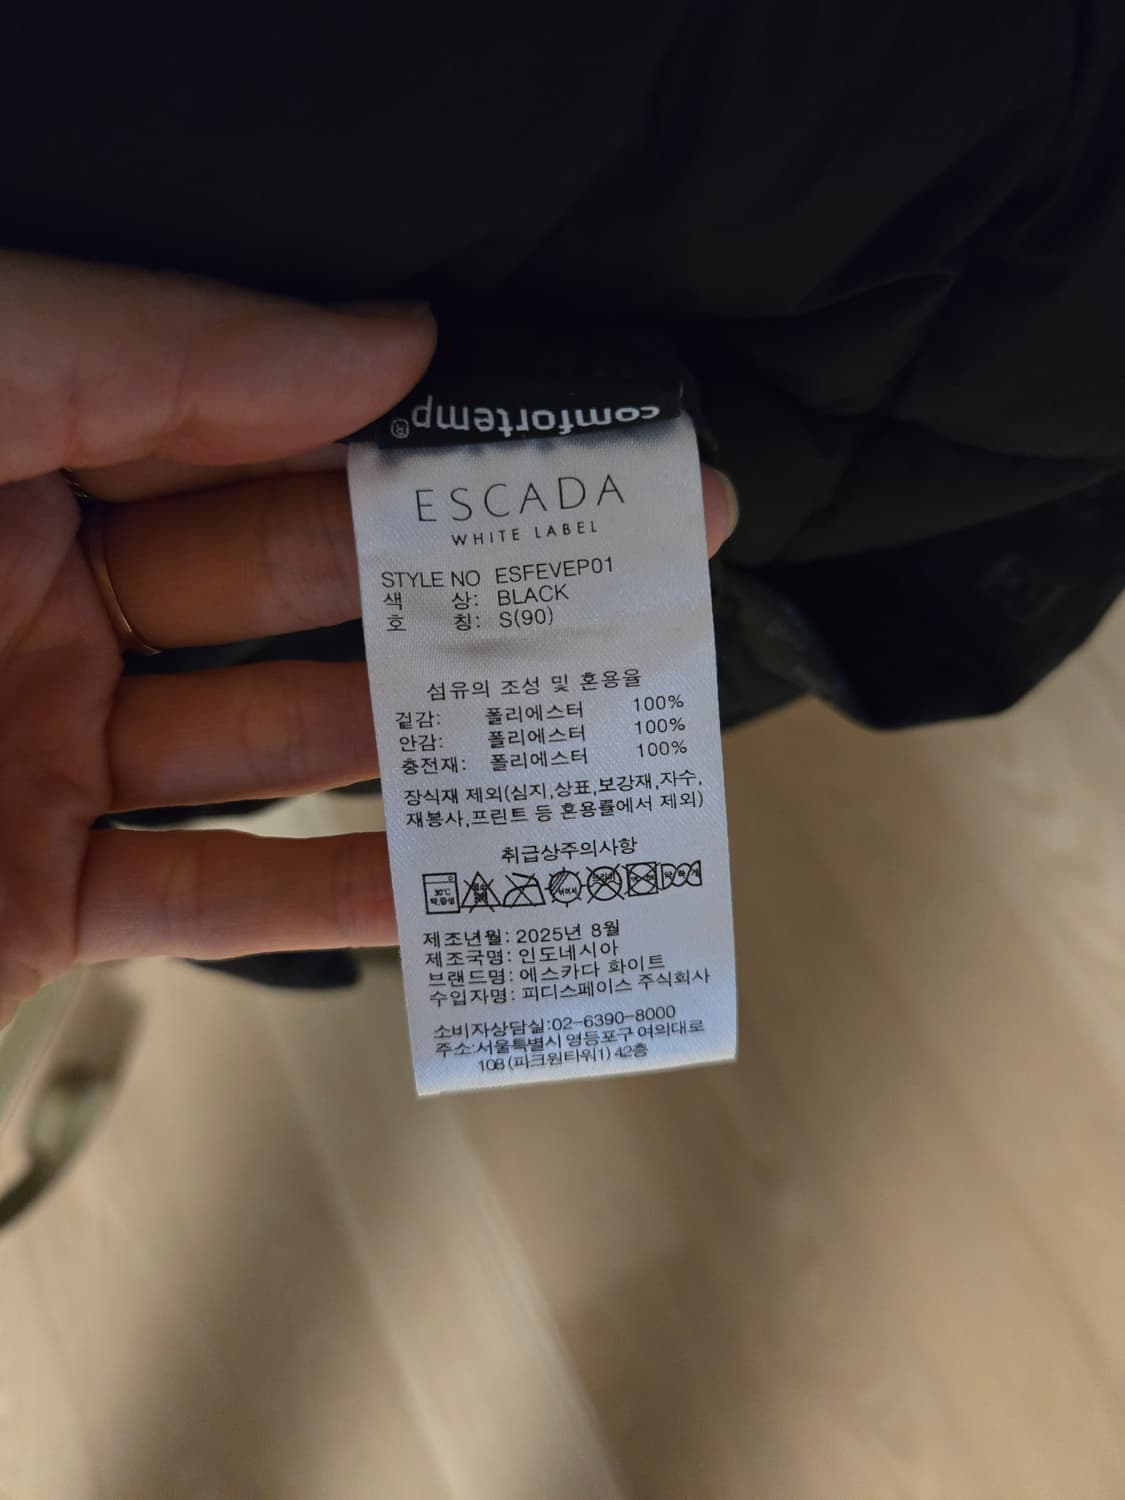 comfortemp®
ESCADA
WHITE LABEL
STYLE NO ESFEVEP01
색 상: BLACK
호 칭: S(90)
섬유의 조성 및 혼용율
겉감: 폴리에스터 100%
안감: 폴리에스터 100%
충전재: 폴리에스터 100%
장식재 제외(심지,상표,보강재,자수,
재봉사,프린트 등 혼용률에서 제외)
취급상주의사항
30℃
약 하 게
제조년월: 2025년 8월
제조국명: 인도네시아
브랜드명: 에스카다 화이트
수입자명: 피디스페이스 주식회사
소비자상담실:02-6390-8000
주소:서울특별시 영등포구 여의대로
108 (파크원타워1) 42층